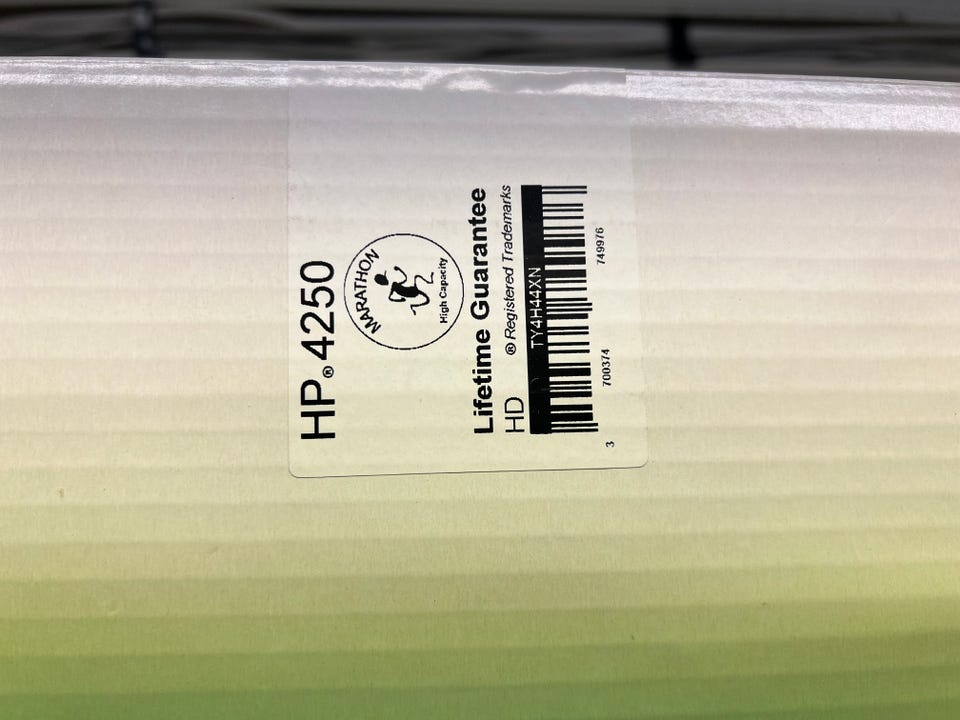 HP® 4250
MARATHON
High Capacity
Lifetime Guarantee
HD ® Registered Trademarks
TY4H44XN
3 700374 749976